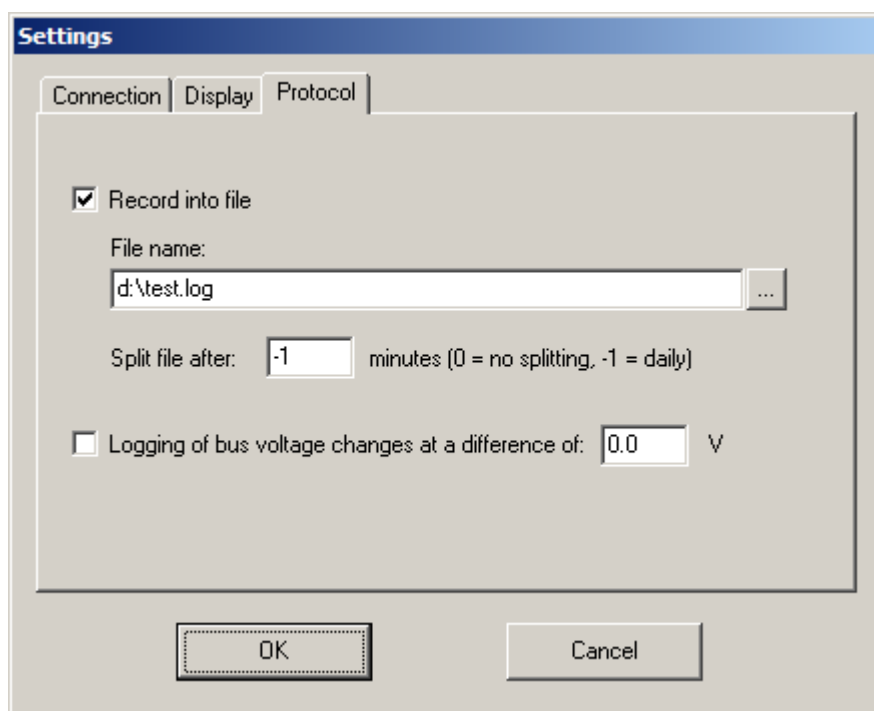 Settings
Connection Display Protocol
Record into file
File name:
d:\test.log ...
Split file after: -1 minutes (0 = no splitting, -1 = daily)
Logging of bus voltage changes at a difference of: 0.0 V
OK Cancel